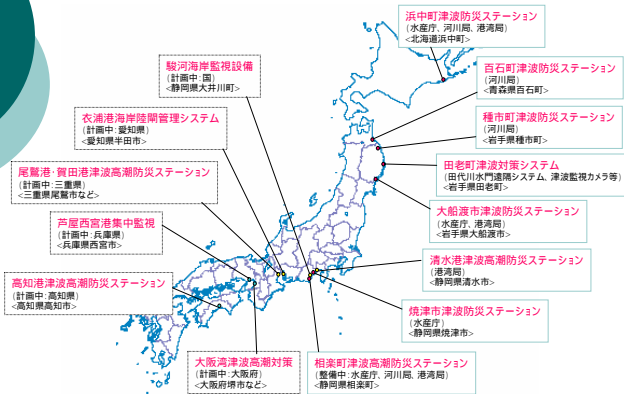 浜中町津波防災ステーション
(水産庁, 河川局, 港湾局)
<北海道浜中町>
駿河海岸監視設備
(計画中:国)
<静岡県大井川町>
百石町津波防災ステーション
(河川局)
<青森県百石町>
衣浦港海岸陸閘管理システム
(計画中:愛知県)
<愛知県半田市>
種市町津波防災ステーション
(河川局)
<岩手県種市町>
尾鷲港・賀田港津波高潮防災ステーション
(計画中:三重県)
<三重県尾鷲市など>
田老町津波対策システム
(田代川水門遠隔システム, 津波監視カメラ等)
<岩手県田老町>
芦屋西宮港集中監視
(計画中:兵庫県)
<兵庫県西宮市>
大船渡市津波防災ステーション
(水産庁, 港湾局)
<岩手県大船渡市>
清水港津波高潮防災ステーション
(港湾局)
<静岡県清水市>
高知港津波高潮防災ステーション
(計画中:高知県)
<高知県高知市>
焼津市津波防災ステーション
(水産庁)
<静岡県焼津市>
大阪湾津波高潮対策
(計画中:大阪府)
<大阪府堺市など>
相楽町津波高潮防災ステーション
(整備中:水産庁, 河川局, 港湾局)
<静岡県相楽町>